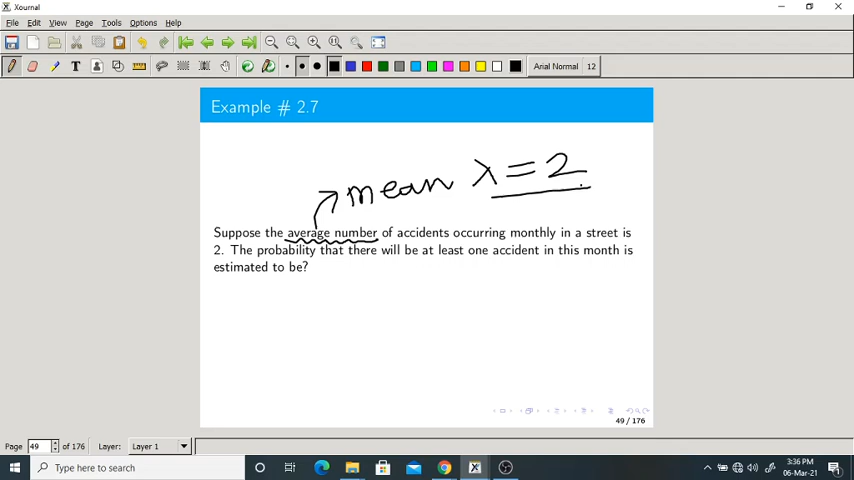 Xournal
File Edit View Page Tools Options Help
Arial Normal 12
Example # 2.7
mean λ = 2
Suppose the average number of accidents occurring monthly in a street is
2. The probability that there will be at least one accident in this month is
estimated to be?
49 / 176
Page 49 of 176 Layer: Layer 1
Type here to search
3:36 PM
06-Mar-21